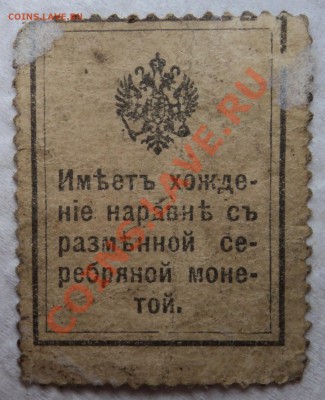 COINS.LAVE.RU
COINS.LAVE.RU
Имѣетъ хожде-
ніе наравнѣ съ
размѣнной се-
ребряной моне-
той.